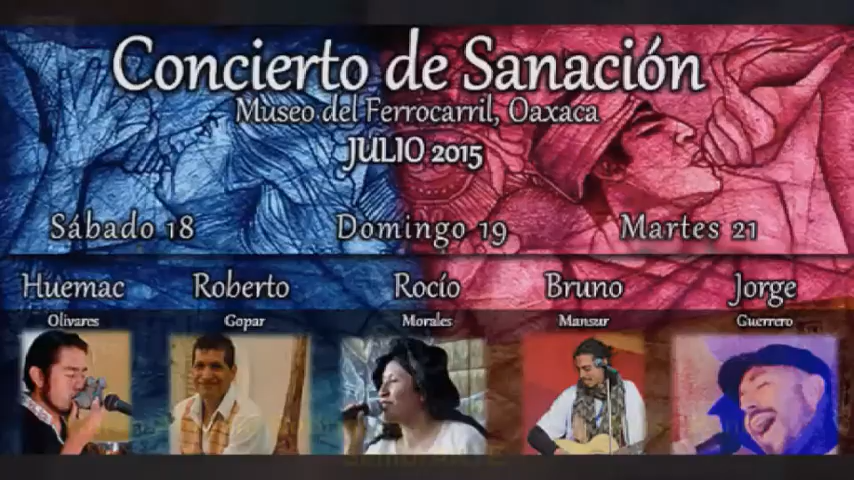 Concierto de Sanación
Museo del Ferrocarril, Oaxaca
JULIO 2015
Sábado 18 Domingo 19 Martes 21
Huemac Roberto Rocío Bruno Jorge
Olivares Gopar Morales Mansur Guerrero